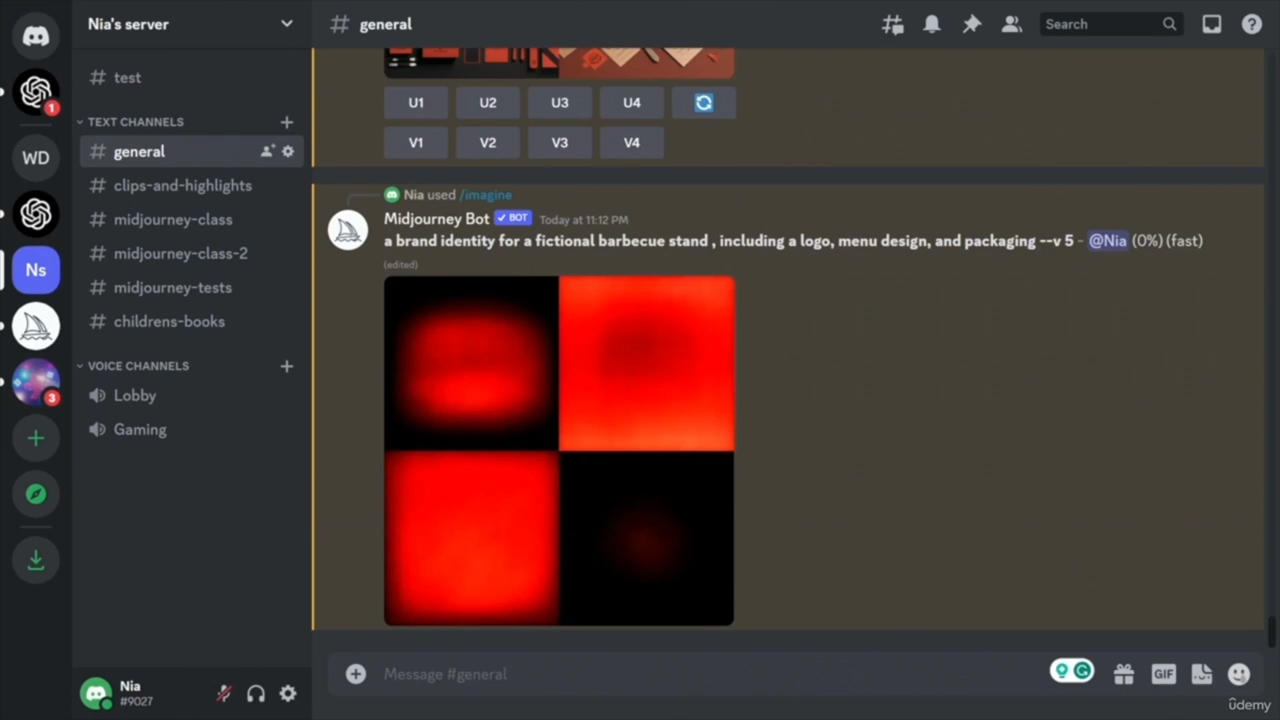 Nia's server
general
Search
test
TEXT CHANNELS
general
clips-and-highlights
midjourney-class
midjourney-class-2
midjourney-tests
childrens-books
VOICE CHANNELS
Lobby
Gaming
1
WD
Ns
3
U1 U2 U3 U4
V1 V2 V3 V4
Nia used /imagine
Midjourney Bot ✓ BOT Today at 11:12 PM
a brand identity for a fictional barbecue stand , including a logo, menu design, and packaging --v 5 - @Nia (0%) (fast)
(edited)
Message #general
GIF
Nia
#9027
udemy